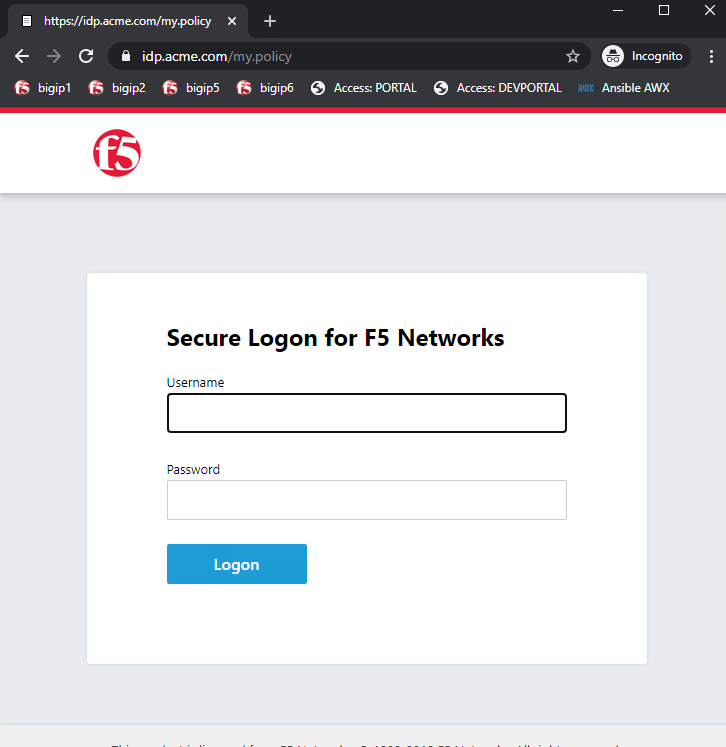 https://idp.acme.com/my.policy
idp.acme.com/my.policy
Incognito
bigip1 bigip2 bigip5 bigip6 Access: PORTAL Access: DEVPORTAL AWX Ansible AWX
f5
Secure Logon for F5 Networks
Username
Password
Logon